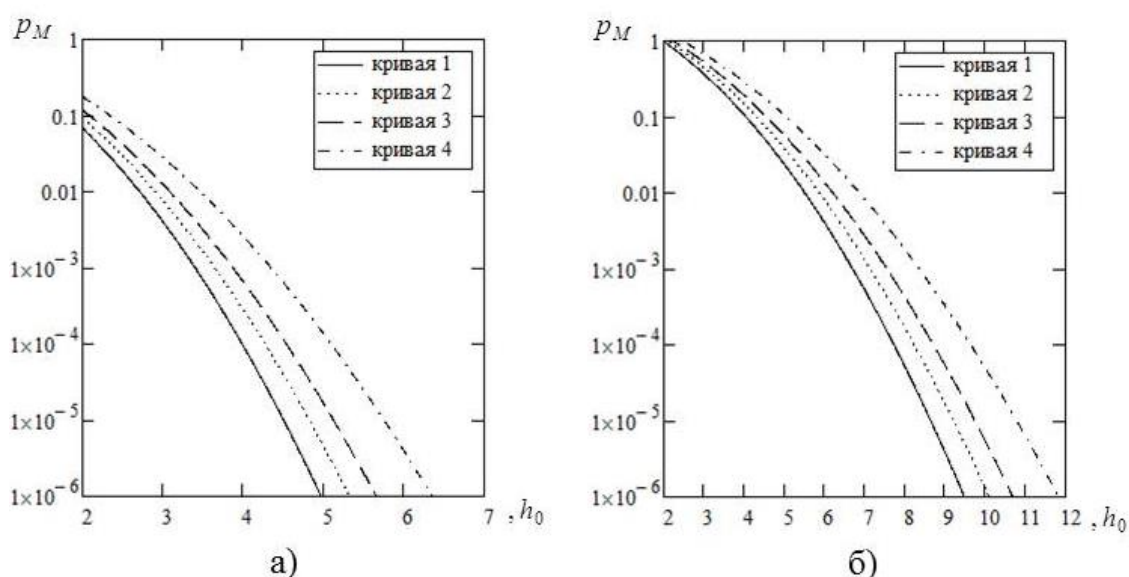 p_M
1
0.1
0.01
1×10⁻³
1×10⁻⁴
1×10⁻⁵
1×10⁻⁶
2 3 4 5 6 7 , h₀
кривая 1
кривая 2
кривая 3
кривая 4
а)
p_M
1
0.1
0.01
1×10⁻³
1×10⁻⁴
1×10⁻⁵
1×10⁻⁶
2 3 4 5 6 7 8 9 10 11 12 , h₀
кривая 1
кривая 2
кривая 3
кривая 4
б)